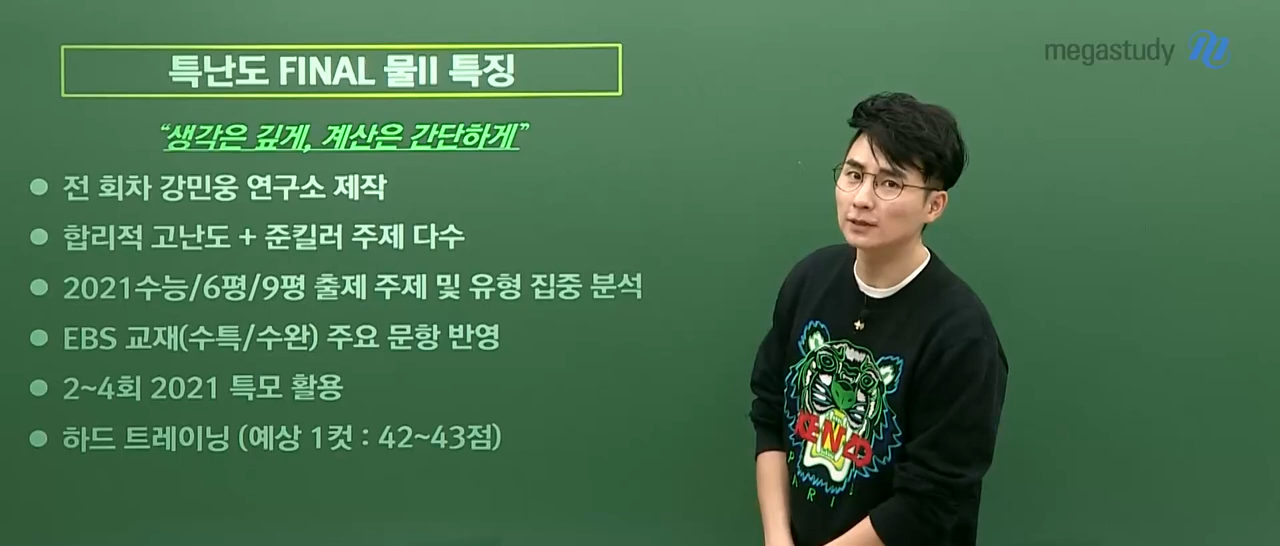 특난도 FINAL 물II 특징
megastudy
“생각은 깊게, 계산은 간단하게”
● 전 회차 강민웅 연구소 제작
● 합리적 고난도 + 준킬러 주제 다수
● 2021수능/6평/9평 출제 주제 및 유형 집중 분석
● EBS 교재(수특/수완) 주요 문항 반영
● 2~4회 2021 특모 활용
● 하드 트레이닝 (예상 1컷 : 42~43점)
KENZO
PARI